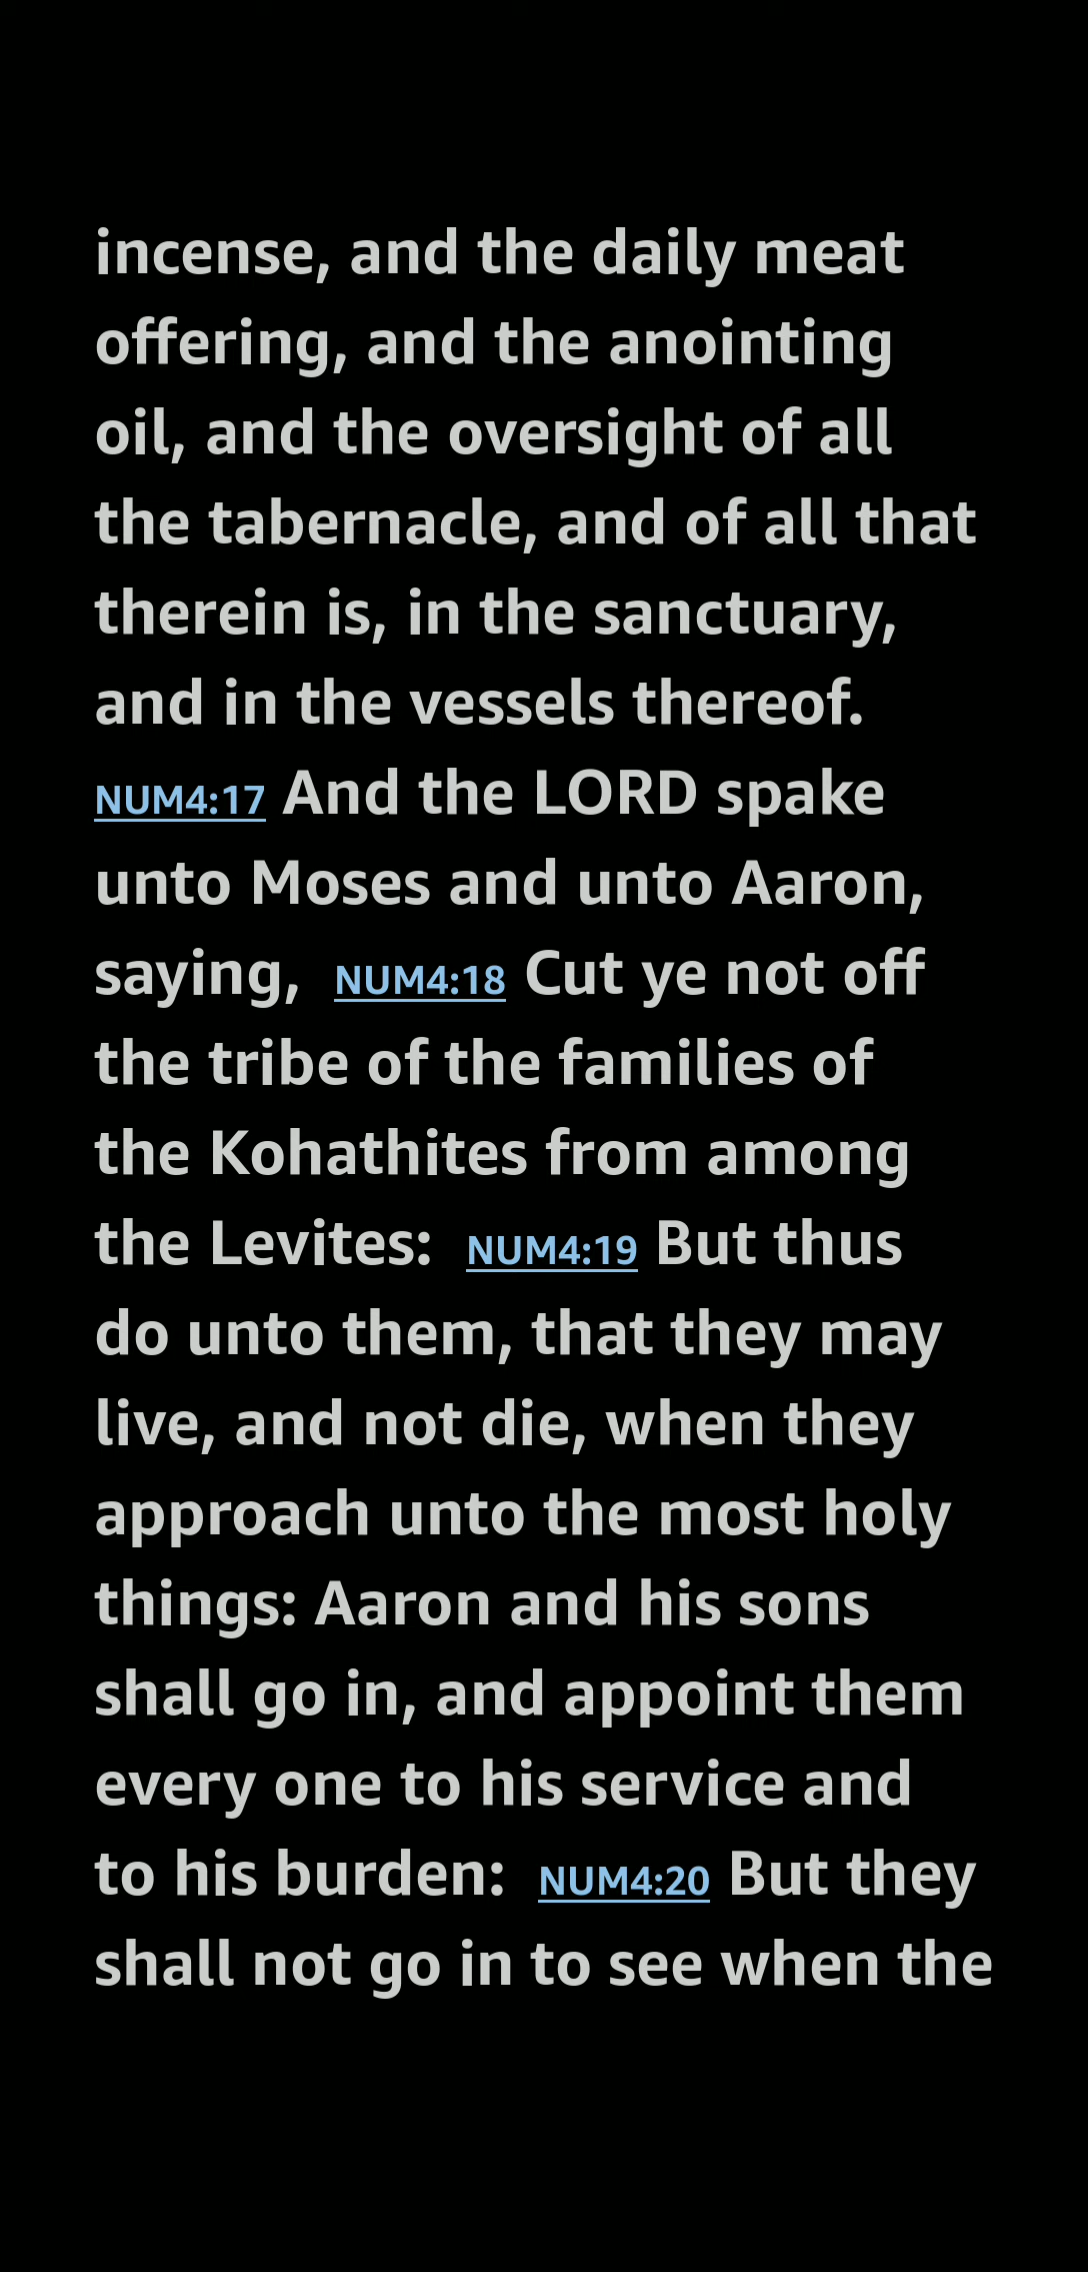 incense, and the daily meat
offering, and the anointing
oil, and the oversight of all
the tabernacle, and of all that
therein is, in the sanctuary,
and in the vessels thereof.
NUM4:17 And the LORD spake
unto Moses and unto Aaron,
saying, NUM4:18 Cut ye not off
the tribe of the families of
the Kohathites from among
the Levites: NUM4:19 But thus
do unto them, that they may
live, and not die, when they
approach unto the most holy
things: Aaron and his sons
shall go in, and appoint them
every one to his service and
to his burden: NUM4:20 But they
shall not go in to see when the